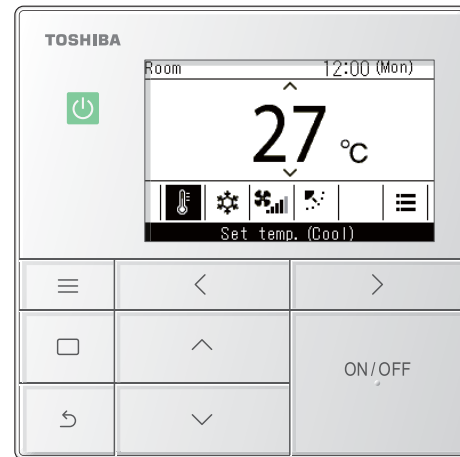 TOSHIBA
Room 12:00 (Mon)
27 °C
Set temp. (Cool)
ON/OFF